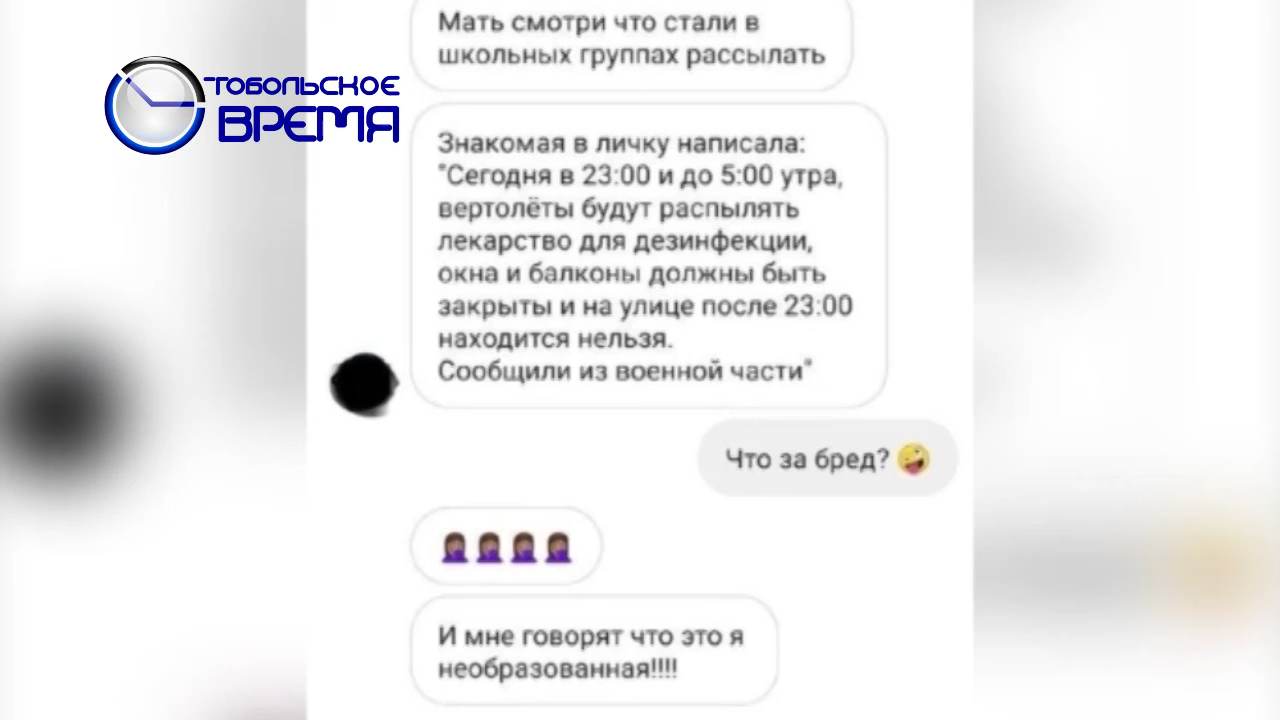 ТОБОЛЬСКОЕ
ВРЕМЯ
Мать смотри что стали в
школьных группах рассылать
Знакомая в личку написала:
"Сегодня в 23:00 и до 5:00 утра,
вертолёты будут распылять
лекарство для дезинфекции,
окна и балконы должны быть
закрыты и на улице после 23:00
находится нельзя.
Сообщили из военной части"
Что за бред? 🤪
🤦🏽‍♀️🤦🏽‍♀️🤦🏽‍♀️🤦🏽‍♀️
И мне говорят что это я
необразованная!!!!